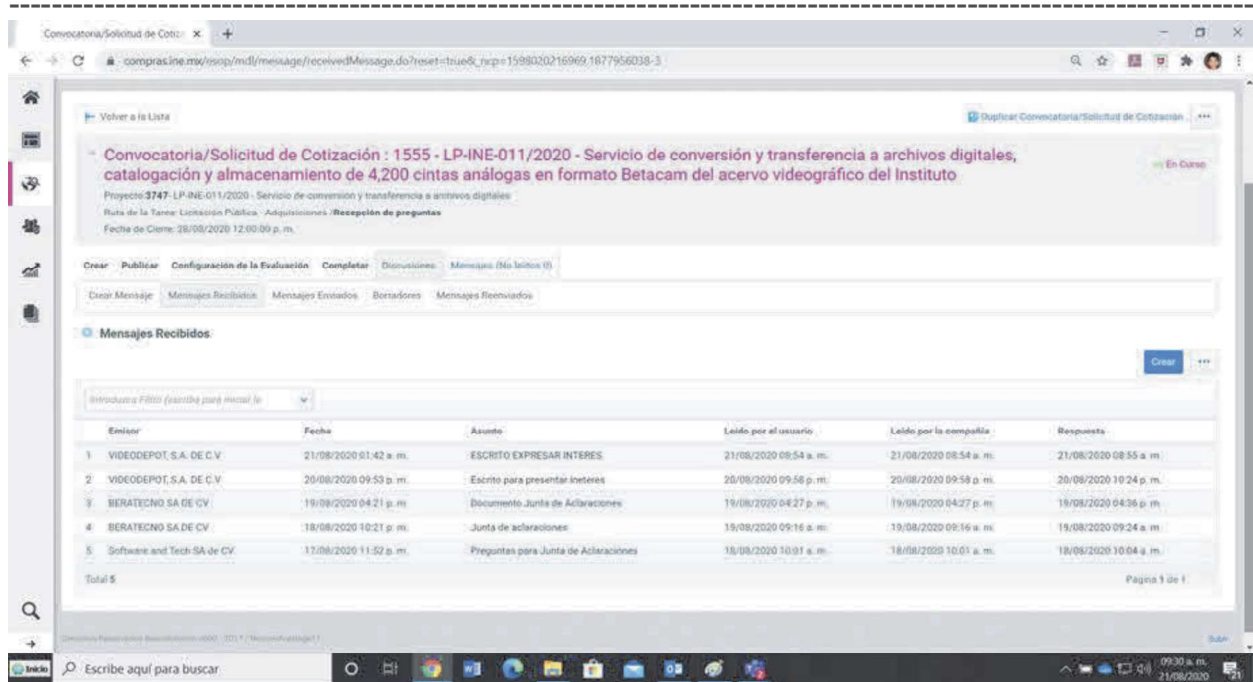 Convocatoria/Solicitud de Cotiz
compras.ine.mx/esop/mdl/message/receivedMessage.do?reset=true&_ncp=1598020216969.1877956038-3
Volver a la Lista
Duplicar Convocatoria/Solicitud de Cotización
Convocatoria/Solicitud de Cotización : 1555 - LP-INE-011/2020 - Servicio de conversión y transferencia a archivos digitales,
catalogación y almacenamiento de 4,200 cintas análogas en formato Betacam del acervo videográfico del Instituto
En Curso
Proyecto 3747- LP-INE-011/2020 - Servicio de conversión y transferencia a archivos digitales
Ruta de la Tarea: Licitación Pública - Adquisiciones /Recepción de preguntas
Fecha de Cierre: 28/08/2020 12:00:00 p. m.
Crear Publicar Configuración de la Evaluación Completar Discusiones Mensajes (No leídos 0)
Crear Mensaje Mensajes Recibidos Mensajes Enviados Borradores Mensajes Reenviados
Mensajes Recibidos
Crear
Introduzca Filtro (escriba para iniciar la
Emisor Fecha Asunto Leído por el usuario Leído por la compañía Respuesta
1 VIDEODEPOT, S.A. DE C.V 21/08/2020 01:42 a. m. ESCRITO EXPRESAR INTERES 21/08/2020 08:54 a. m. 21/08/2020 08:54 a. m. 21/08/2020 08:55 a. m.
2 VIDEODEPOT, S.A. DE C.V 20/08/2020 09:53 p. m. Escrito para presentar ineteres 20/08/2020 09:58 p. m. 20/08/2020 09:58 p. m. 20/08/2020 10:24 p. m.
3 BERATECNO SA DE CV 19/08/2020 04:21 p. m. Documento Junta de Aclaraciones 19/08/2020 04:27 p. m. 19/08/2020 04:27 p. m. 19/08/2020 04:36 p. m.
4 BERATECNO SA DE CV 18/08/2020 10:21 p. m. Junta de aclaraciones 19/08/2020 09:16 a. m. 19/08/2020 09:16 a. m. 19/08/2020 09:24 a. m.
5 Software and Tech SA de CV 17/08/2020 11:52 p. m. Preguntas para Junta de Aclaraciones 18/08/2020 10:01 a. m. 18/08/2020 10:01 a. m. 18/08/2020 10:04 a. m.
Total 5
Página 1 de 1
Subir
Inicio
Escribe aquí para buscar
09:30 a. m.
21/08/2020
21